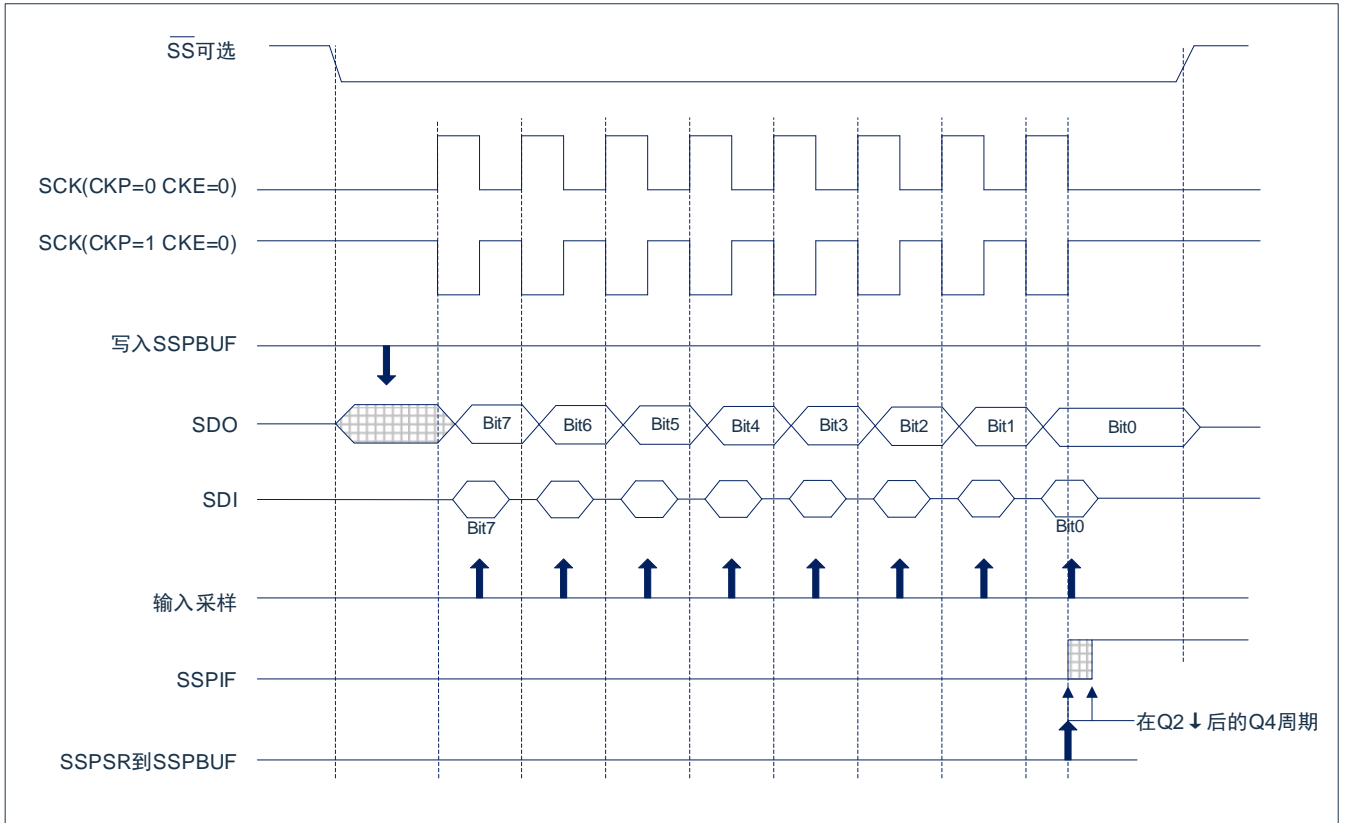 SS可选
SCK(CKP=0 CKE=0)
SCK(CKP=1 CKE=0)
写入SSPBUF
SDO Bit7 Bit6 Bit5 Bit4 Bit3 Bit2 Bit1 Bit0
SDI
Bit7 Bit0
输入采样
SSPIF
在Q2↓后的Q4周期
SSPSR到SSPBUF